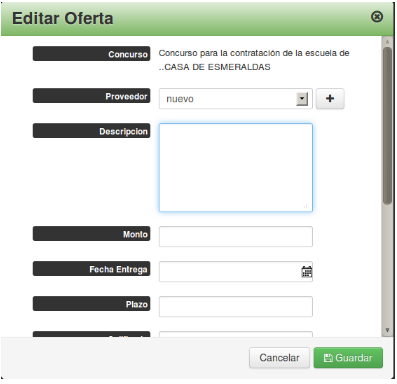 Editar Oferta
Concurso
Concurso para la contratación de la escuela de
..CASA DE ESMERALDAS
Proveedor
nuevo
Descripcion
Monto
Fecha Entrega
Plazo
Cancelar
Guardar